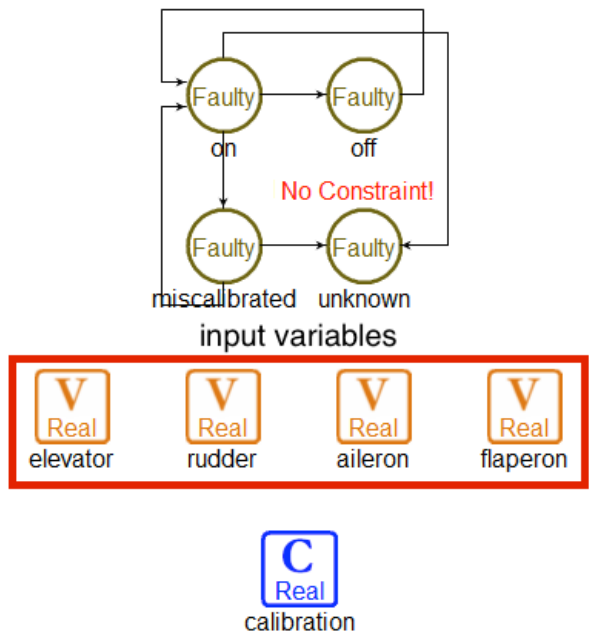 Faulty Faulty
on off
No Constraint!
Faulty Faulty
miscalibrated unknown
input variables
V V V V
Real Real Real Real
elevator rudder aileron flaperon
C
Real
calibration